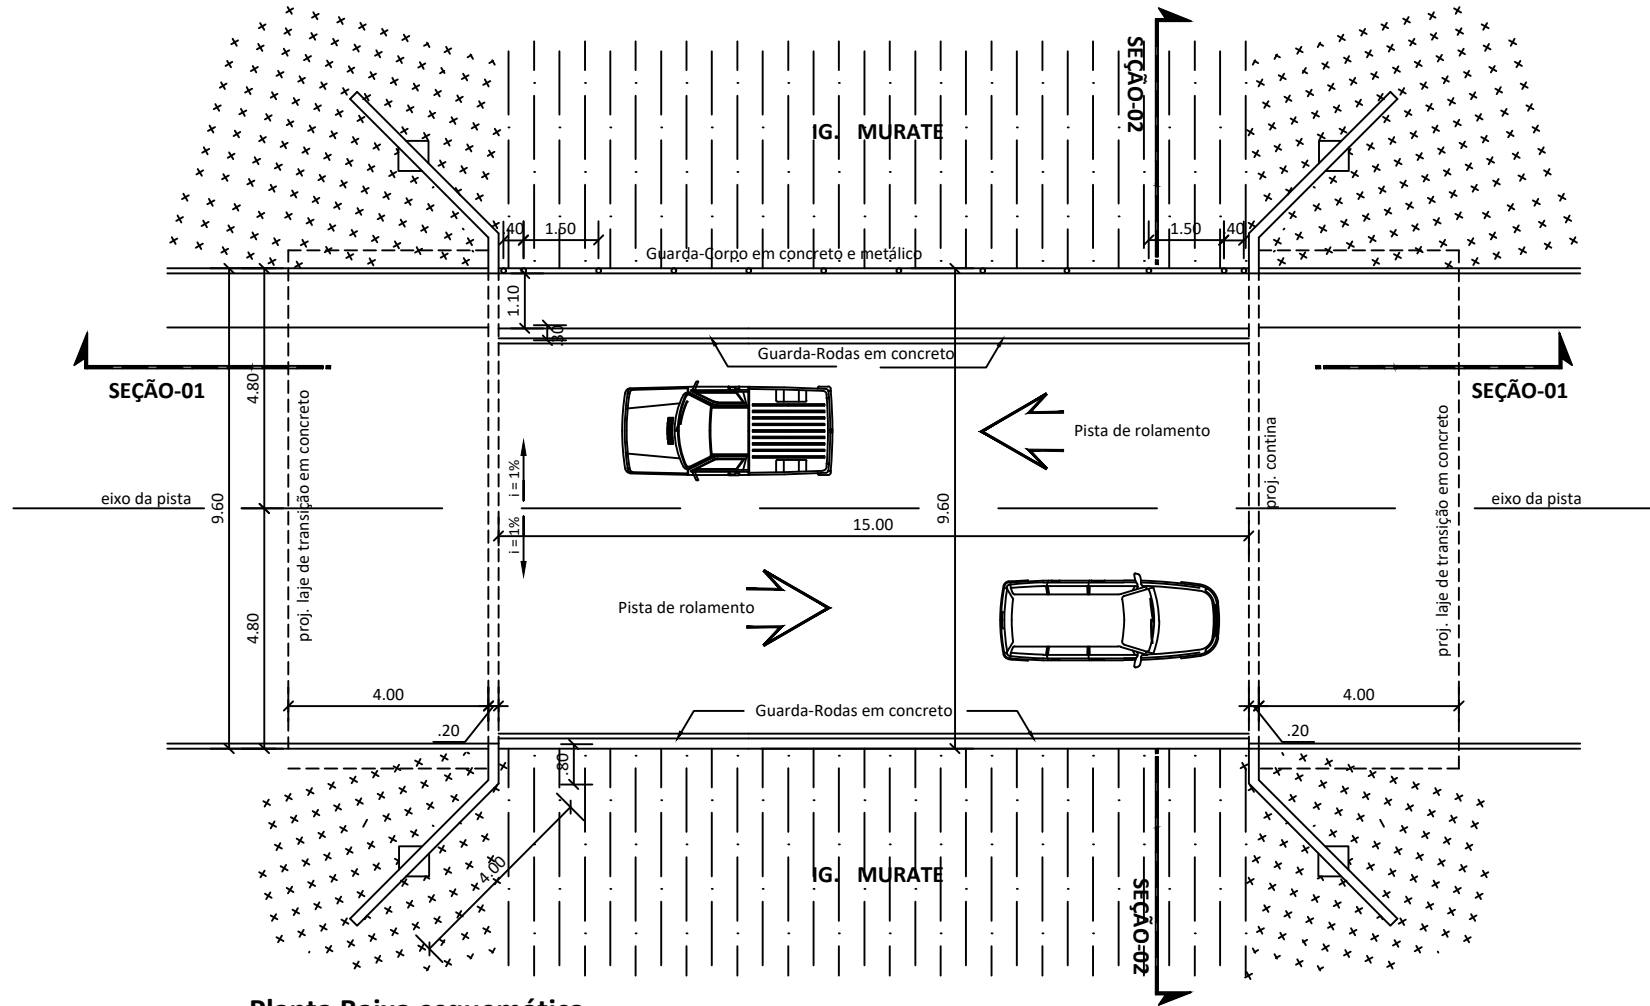 SEÇÃO-02
IG. MURATE
.40
1.50
1.50
.40
Guarda-Corpo em concreto e metálico
1.10
.30
Guarda-Rodas em concreto
SEÇÃO-01
SEÇÃO-01
4.80
proj. laje de transição em concreto
Pista de rolamento
proj. contina
proj. laje de transição em concreto
i = 1%
eixo da pista
9.60
9.60
eixo da pista
15.00
i = 1%
4.80
Pista de rolamento
4.00
4.00
Guarda-Rodas em concreto
.20
.20
.80
4.00
IG. MURATE
SEÇÃO-02
Planta Baixa esquemática